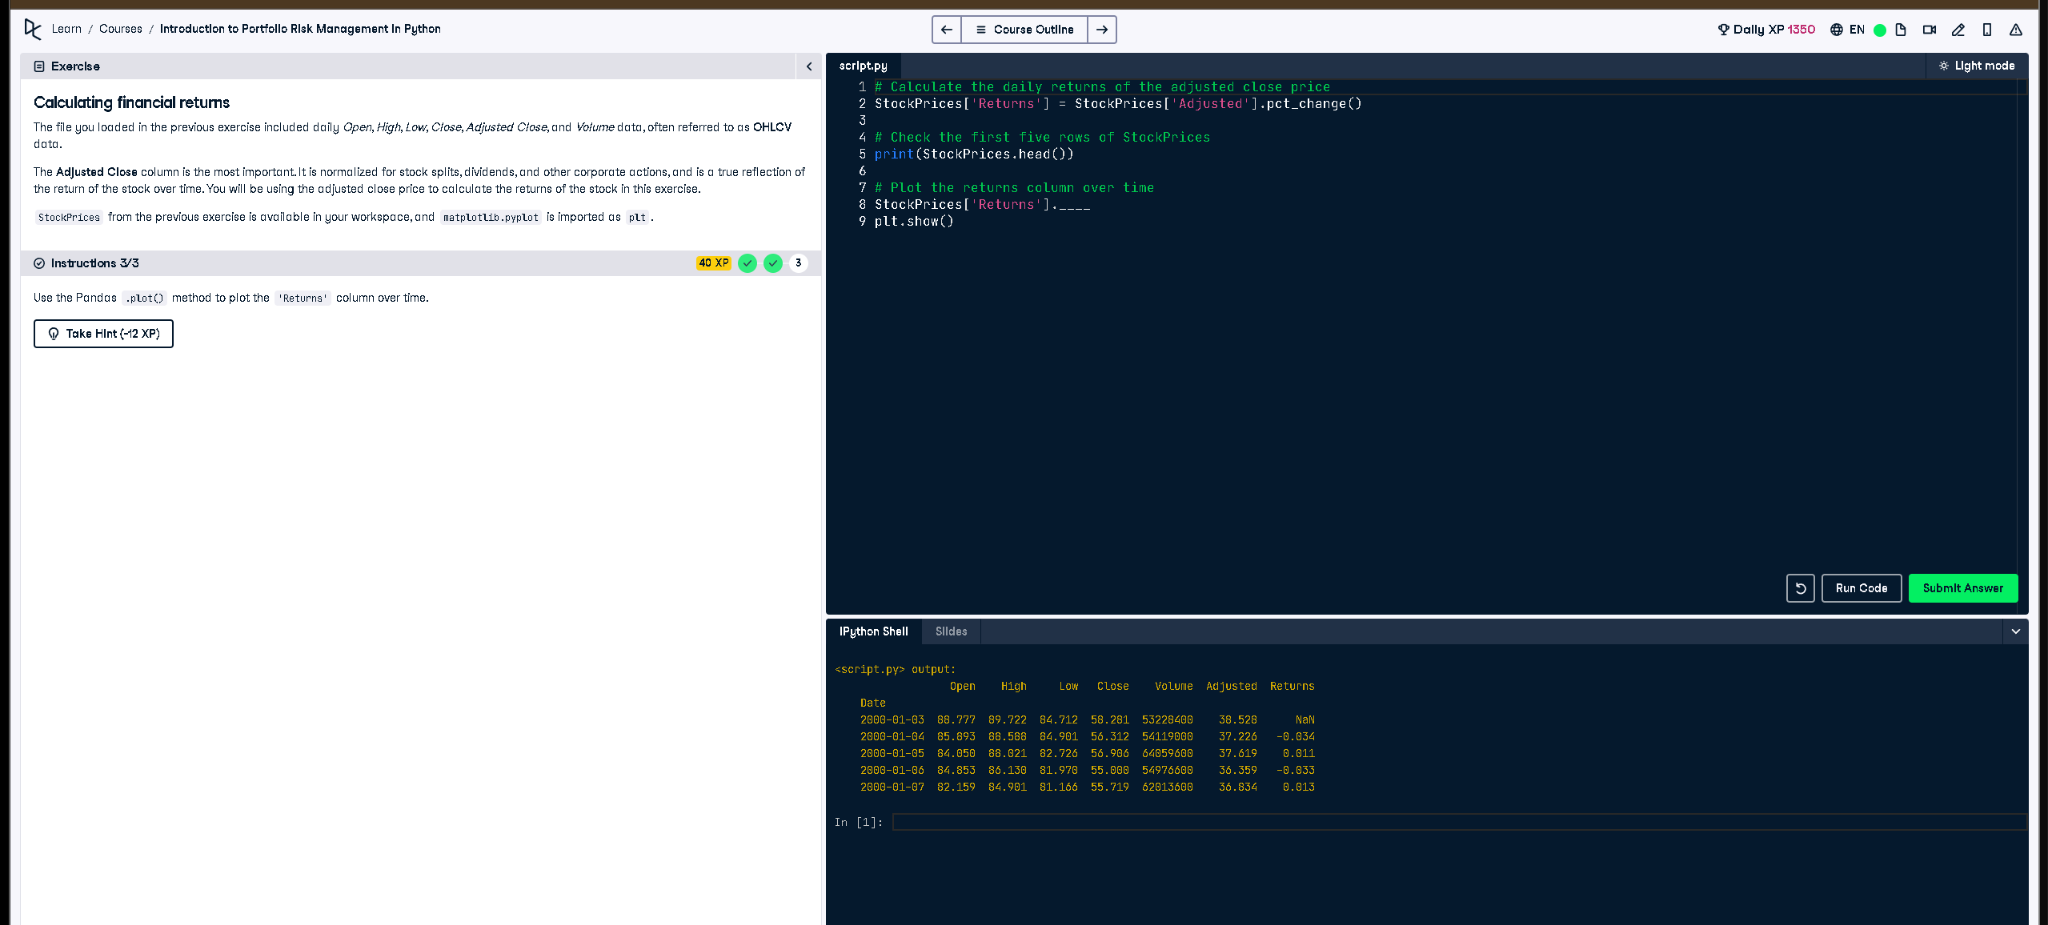 Learn / Courses / Introduction to Portfolio Risk Management in Python
Course Outline
Daily XP 1350
EN
Exercise
Calculating financial returns
The file you loaded in the previous exercise included daily Open, High, Low, Close, Adjusted Close, and Volume data, often referred to as OHLCV
data.
The Adjusted Close column is the most important. It is normalized for stock splits, dividends, and other corporate actions, and is a true reflection of
the return of the stock over time. You will be using the adjusted close price to calculate the returns of the stock in this exercise.
StockPrices from the previous exercise is available in your workspace, and matplotlib.pyplot is imported as plt .
Instructions 3/3
40 XP
3
Use the Pandas .plot() method to plot the 'Returns' column over time.
Take Hint (-12 XP)
script.py
Light mode
1 # Calculate the daily returns of the adjusted close price
2 StockPrices['Returns'] = StockPrices['Adjusted'].pct_change()
3
4 # Check the first five rows of StockPrices
5 print(StockPrices.head())
6
7 # Plot the returns column over time
8 StockPrices['Returns'].____
9 plt.show()
Run Code
Submit Answer
IPython Shell
Slides
<script.py> output:
Open High Low Close Volume Adjusted Returns
Date
2000-01-03 88.777 89.722 84.712 58.281 53228400 38.528 NaN
2000-01-04 85.893 88.588 84.901 56.312 54119000 37.226 -0.034
2000-01-05 84.050 88.021 82.726 56.906 64059600 37.619 0.011
2000-01-06 84.853 86.130 81.970 55.000 54976600 36.359 -0.033
2000-01-07 82.159 84.901 81.166 55.719 62013600 36.834 0.013
In [1]: